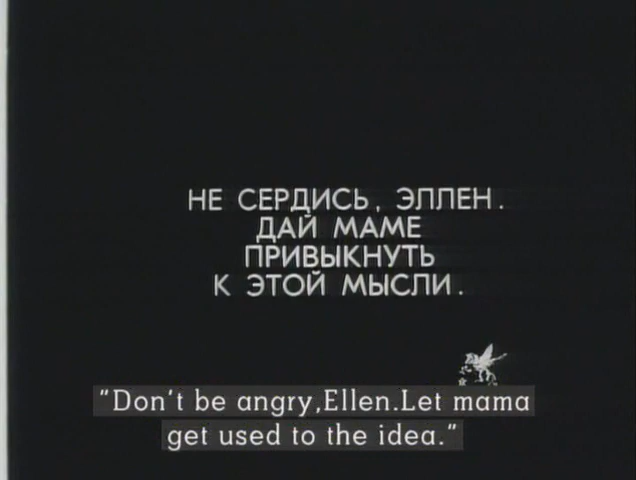 НЕ СЕРДИСЬ, ЭЛЛЕН.
ДАЙ МАМЕ
ПРИВЫКНУТЬ
К ЭТОЙ МЫСЛИ.
"Don't be angry,Ellen.Let mama
get used to the idea."